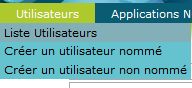 Utilisateurs Applications N
Liste Utilisateurs
Créer un utilisateur nommé
Créer un utilisateur non nommé